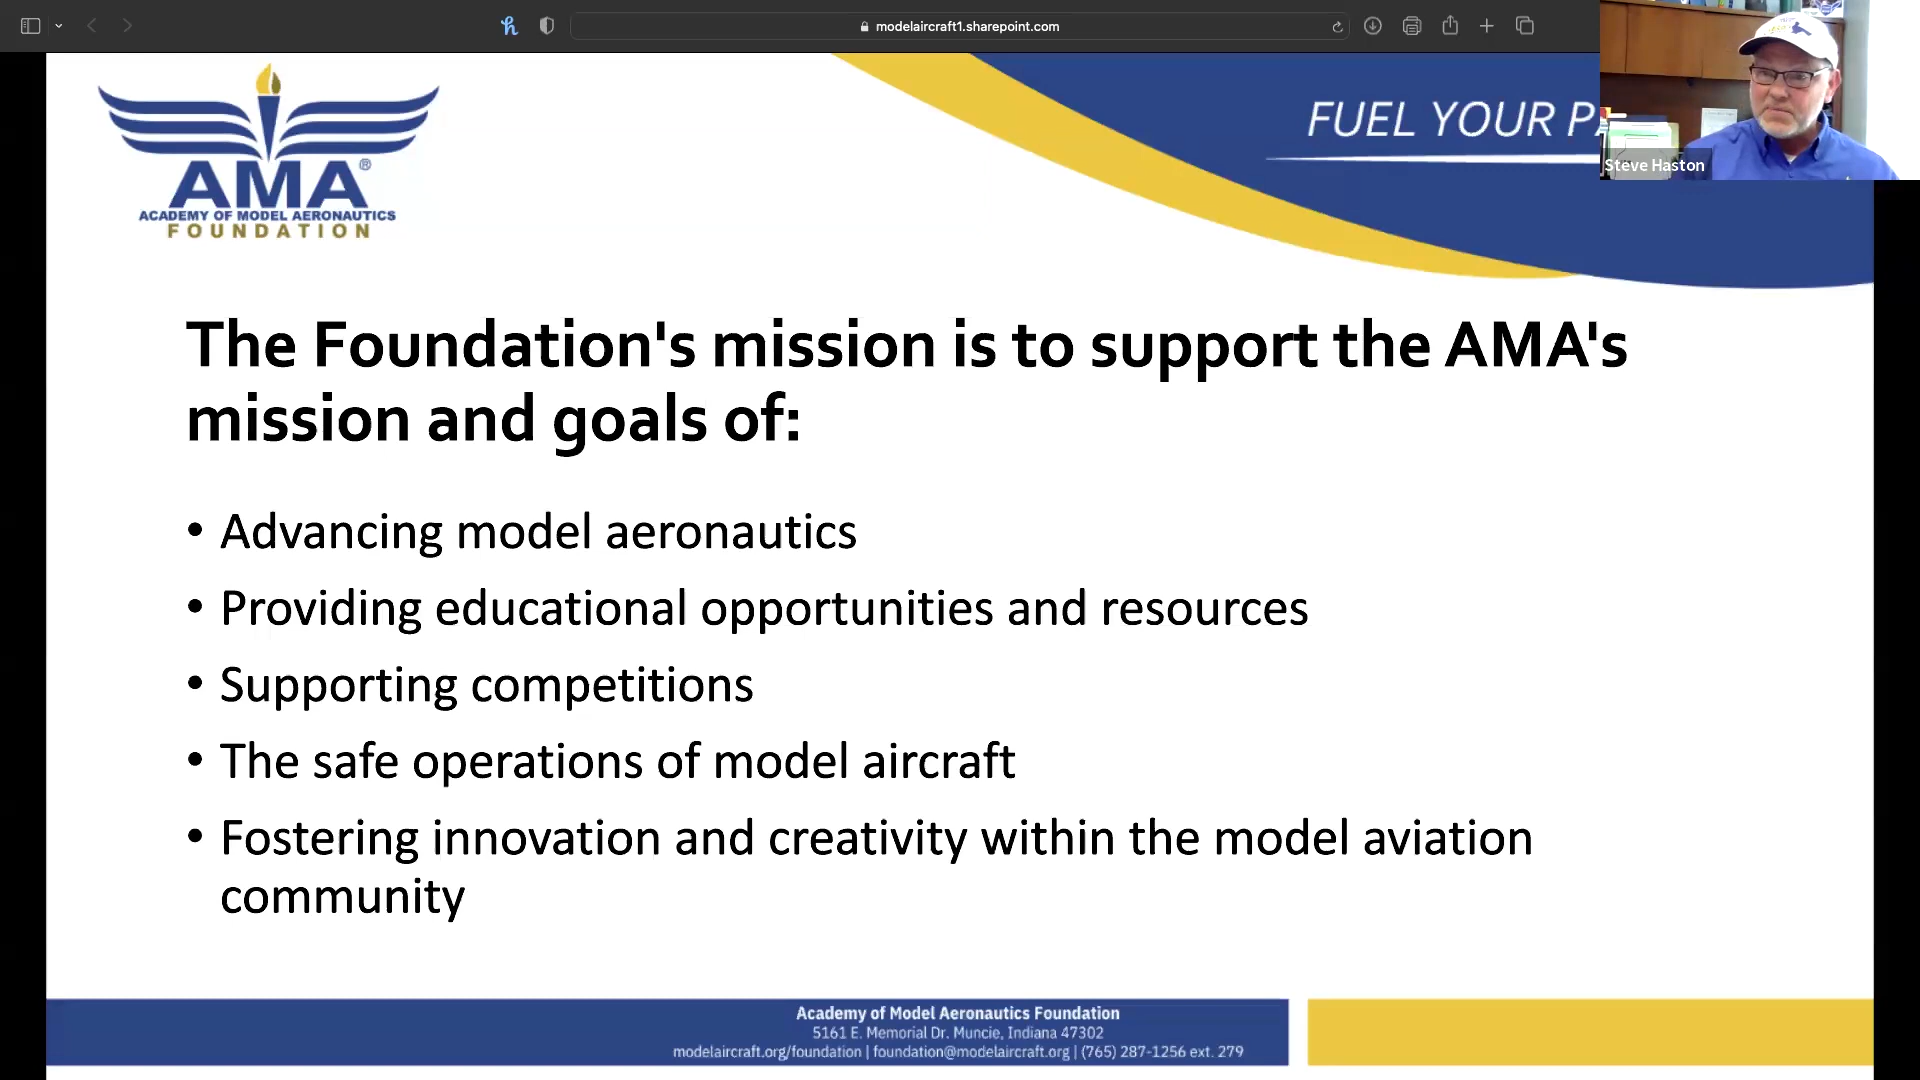 modelaircraft1.sharepoint.com
FUEL YOUR P
Steve Haston
AMA®
ACADEMY OF MODEL AERONAUTICS
FOUNDATION
The Foundation's mission is to support the AMA's
mission and goals of:
• Advancing model aeronautics
• Providing educational opportunities and resources
• Supporting competitions
• The safe operations of model aircraft
• Fostering innovation and creativity within the model aviation
community
Academy of Model Aeronautics Foundation
5161 E. Memorial Dr. Muncie, Indiana 47302
modelaircraft.org/foundation | foundation@modelaircraft.org | (765) 287-1256 ext. 279